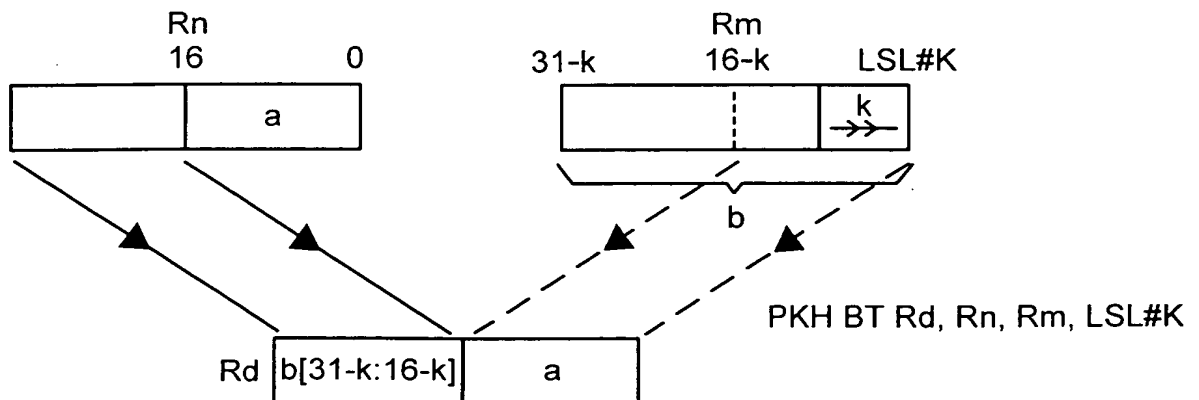 Rn
16 0
a
Rm
31-k 16-k LSL#K
k
b
PKH BT Rd, Rn, Rm, LSL#K
Rd b[31-k:16-k] a